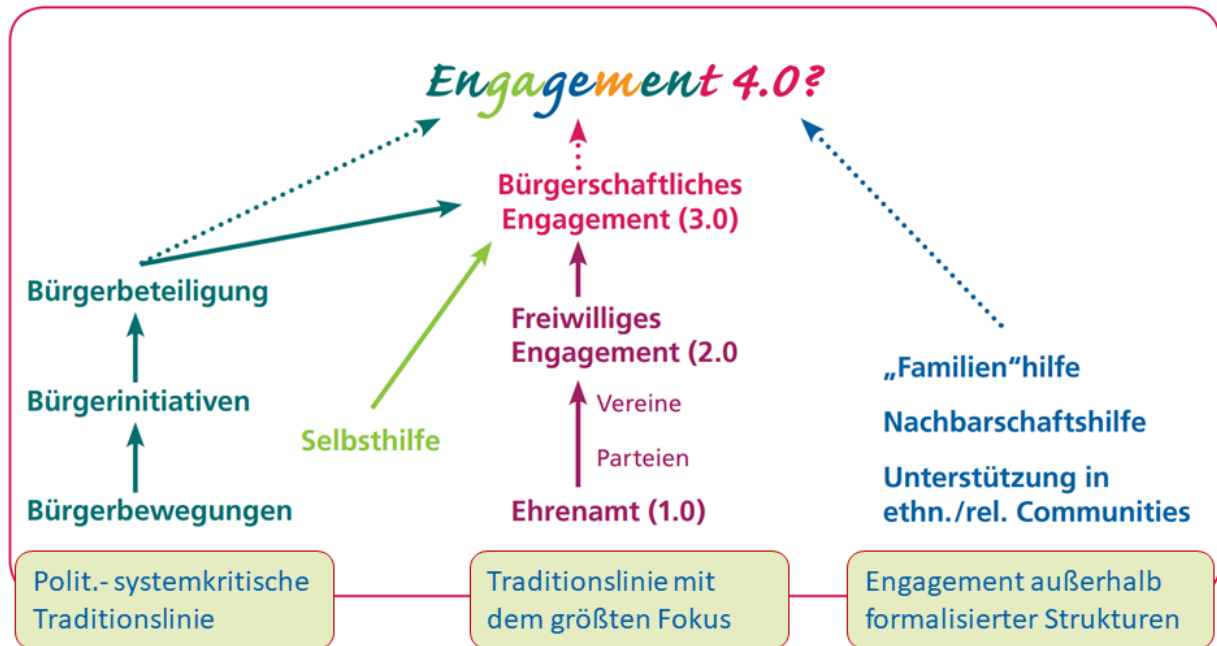 Engagement 4.0?
Bürgerschaftliches
Engagement (3.0)
Bürgerbeteiligung
Freiwilliges
Engagement (2.0
Bürgerinitiativen
Vereine
Selbsthilfe
Parteien
Bürgerbewegungen
Ehrenamt (1.0)
„Familien“hilfe
Nachbarschaftshilfe
Unterstützung in
ethn./rel. Communities
Polit.- systemkritische
Traditionslinie
Traditionslinie mit
dem größten Fokus
Engagement außerhalb
formalisierter Strukturen